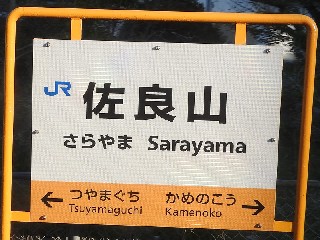 JR 佐良山
さらやま Sarayama
← つやまぐち かめのこう →
Tsuyamaguchi Kamenoko